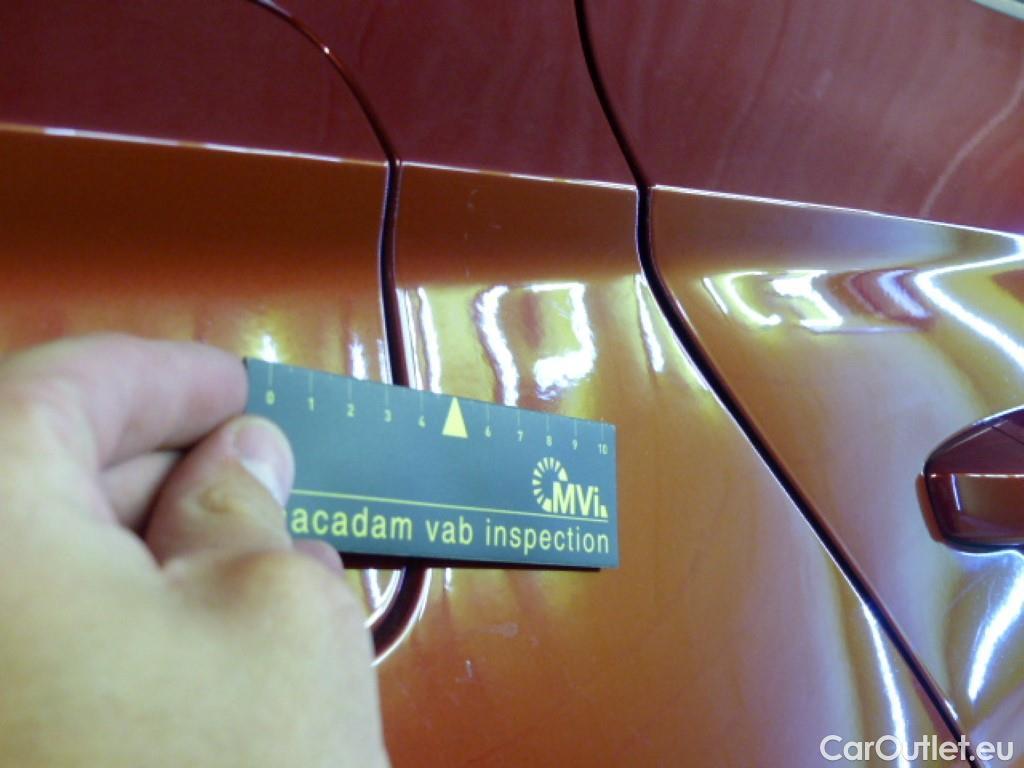 0 1 2 3 4 6 7 8 9 10
MVi
acadam vab inspection
CarOutlet.eu